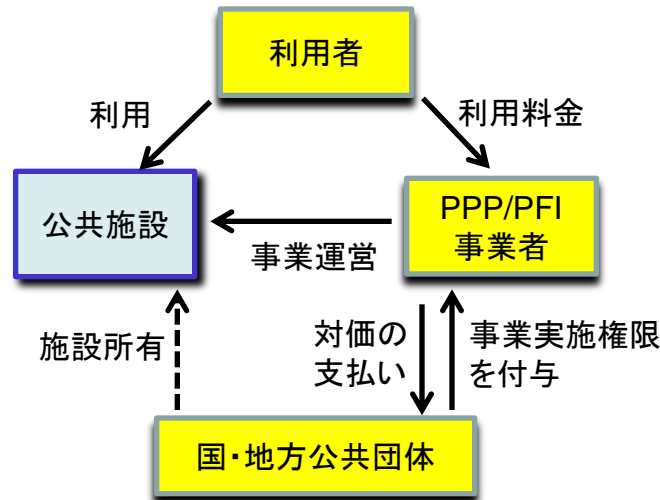 利用者
利用
利用料金
公共施設
PPP/PFI
事業者
事業運営
施設所有
対価の
支払い
事業実施権限
を付与
国・地方公共団体